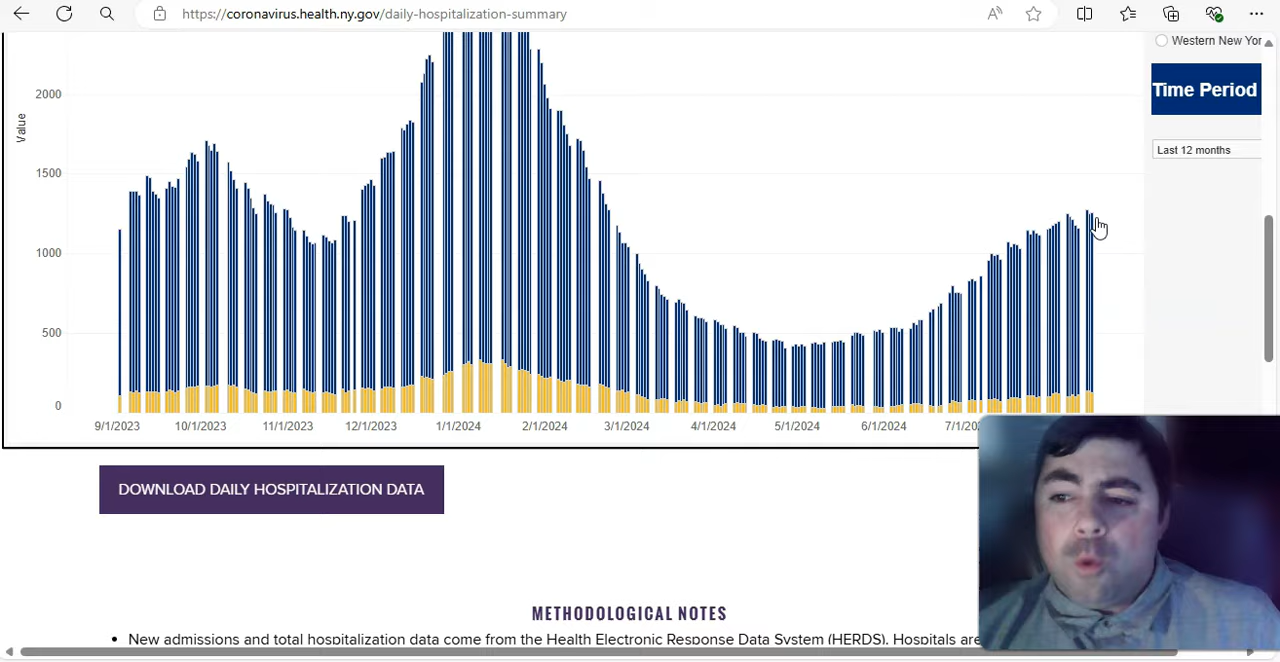 https://coronavirus.health.ny.gov/daily-hospitalization-summary
Western New Yor
Time Period
Last 12 months
Value
2000
1500
1000
500
0
9/1/2023 10/1/2023 11/1/2023 12/1/2023 1/1/2024 2/1/2024 3/1/2024 4/1/2024 5/1/2024 6/1/2024 7/1/20
DOWNLOAD DAILY HOSPITALIZATION DATA
METHODOLOGICAL NOTES
• New admissions and total hospitalization data come from the Health Electronic Response Data System (HERDS). Hospitals are